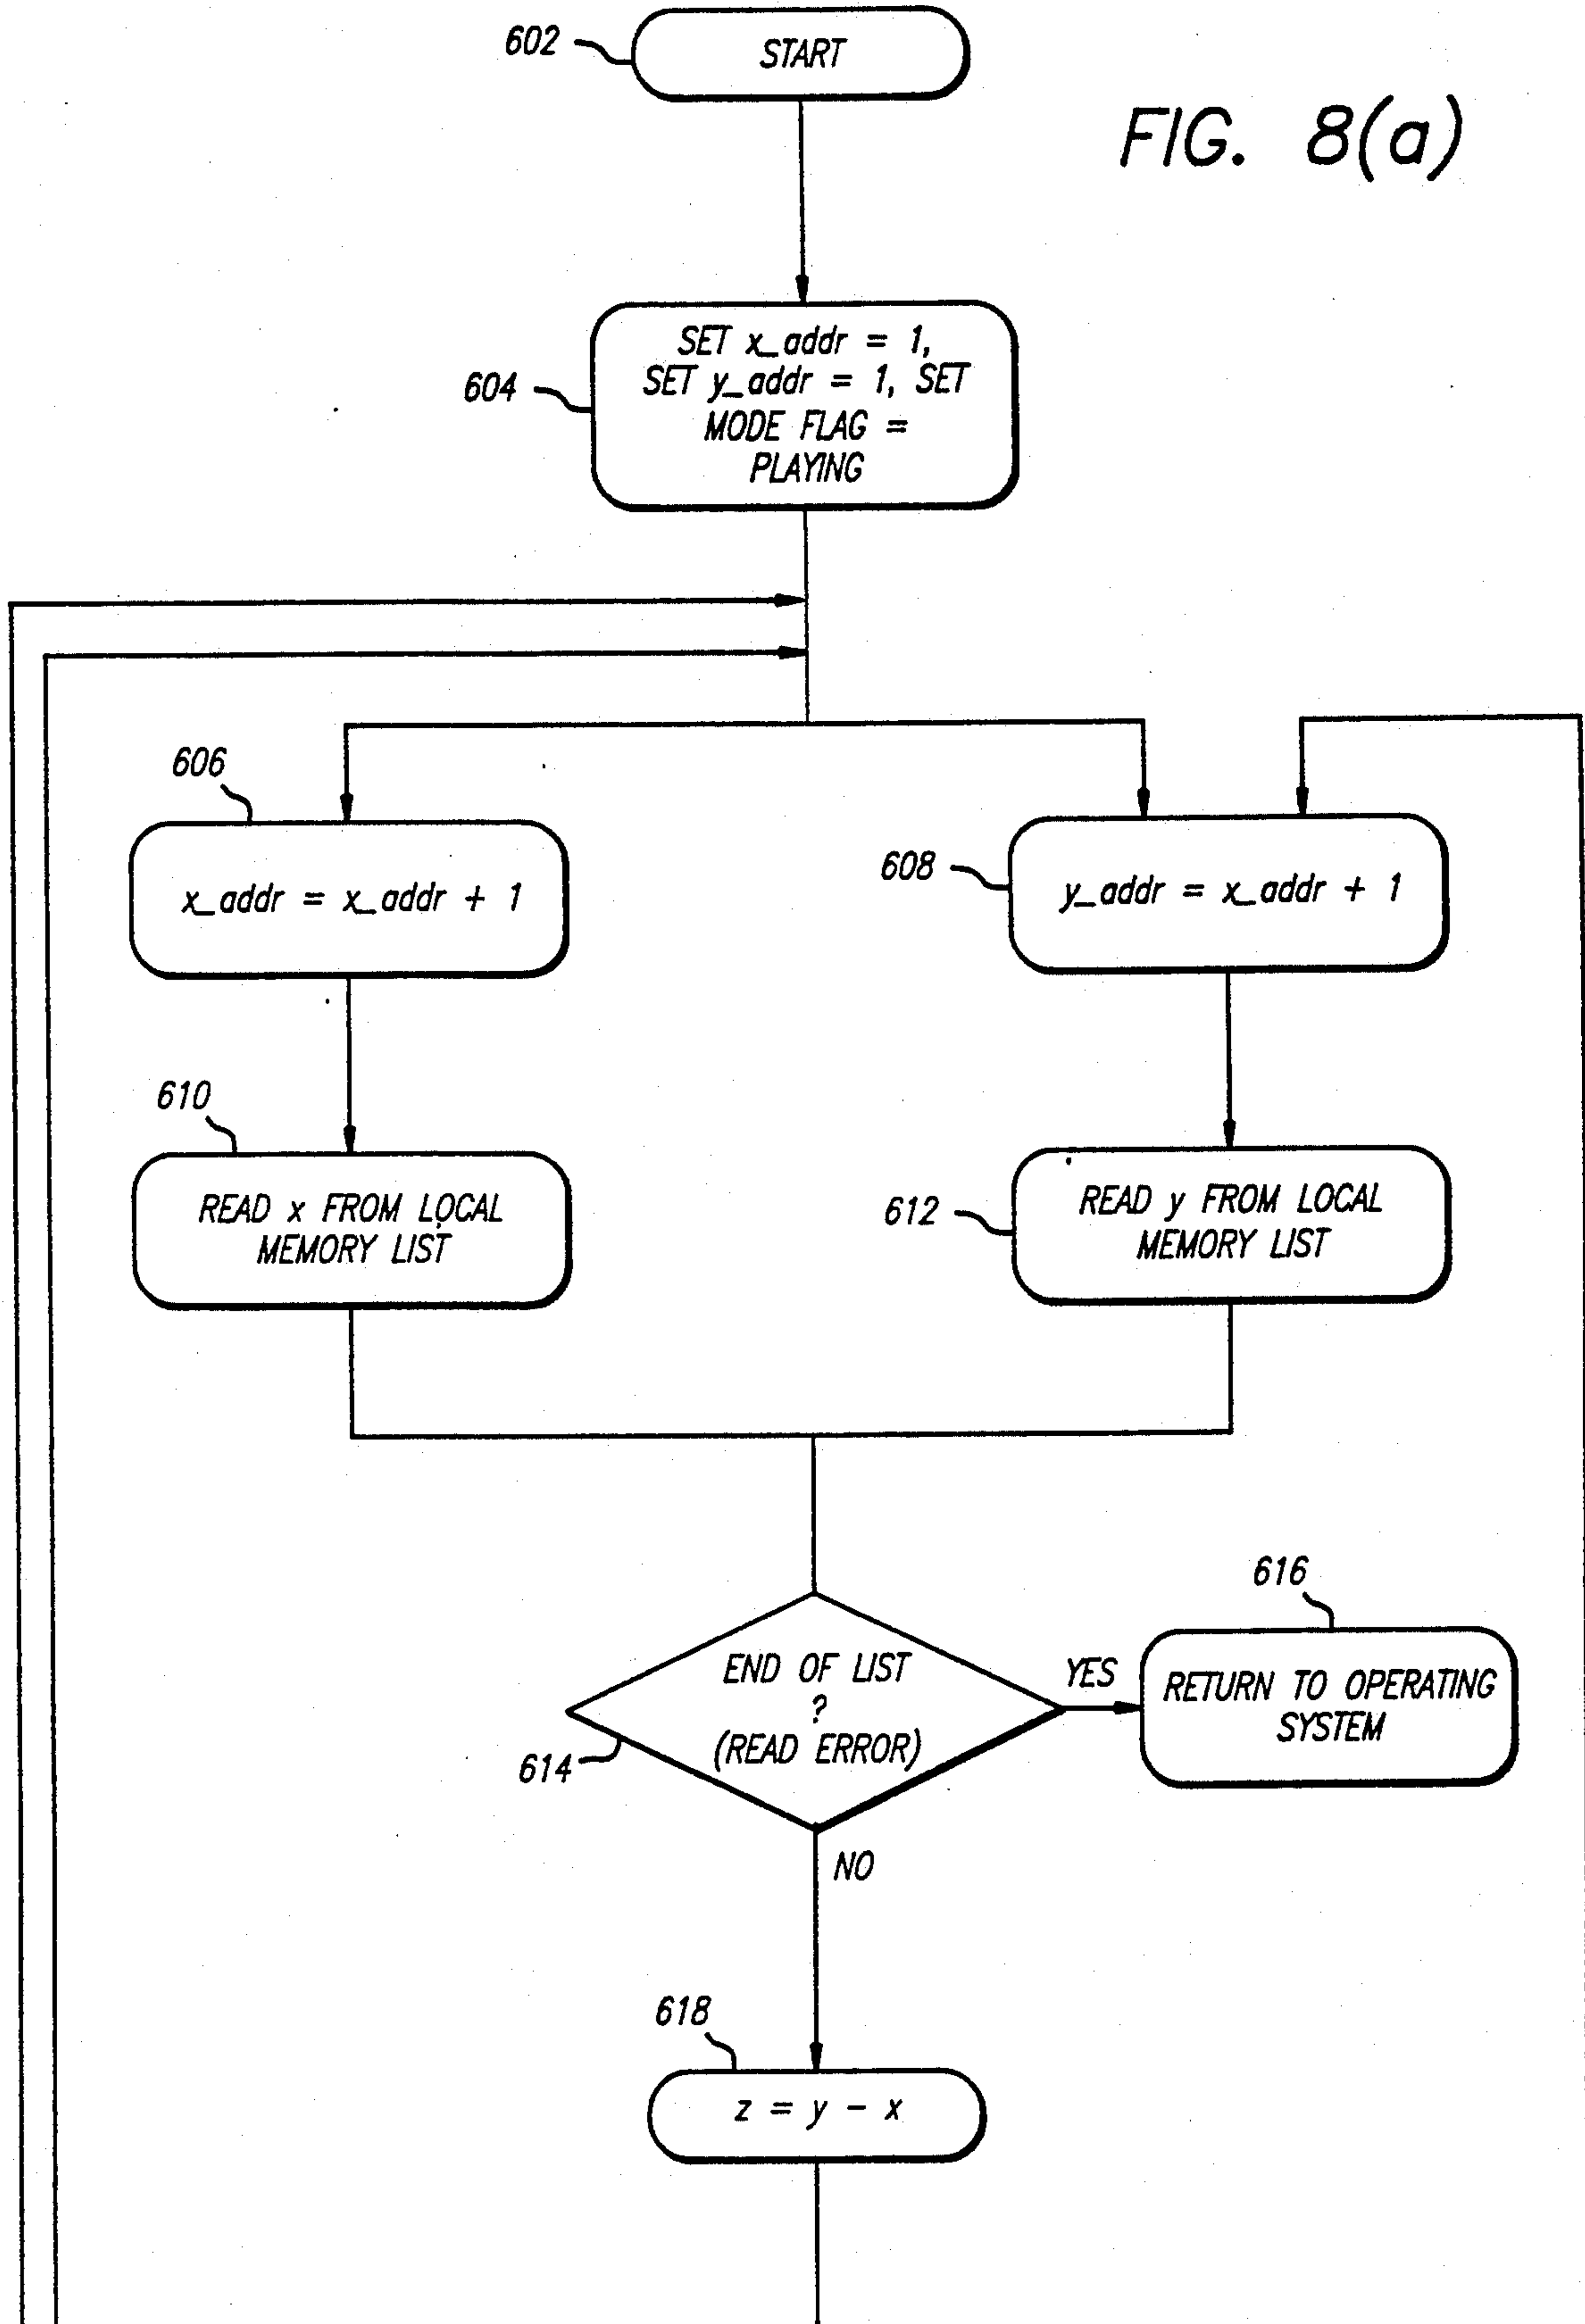 602
START
FIG. 8(a)
604
SET x_addr = 1,
SET y_addr = 1, SET
MODE FLAG =
PLAYING
606
x_addr = x_addr + 1
608
y_addr = x_addr + 1
610
READ x FROM LOCAL
MEMORY LIST
612
READ y FROM LOCAL
MEMORY LIST
614
END OF LIST
?
(READ ERROR)
YES
616
RETURN TO OPERATING
SYSTEM
NO
618
z = y - x